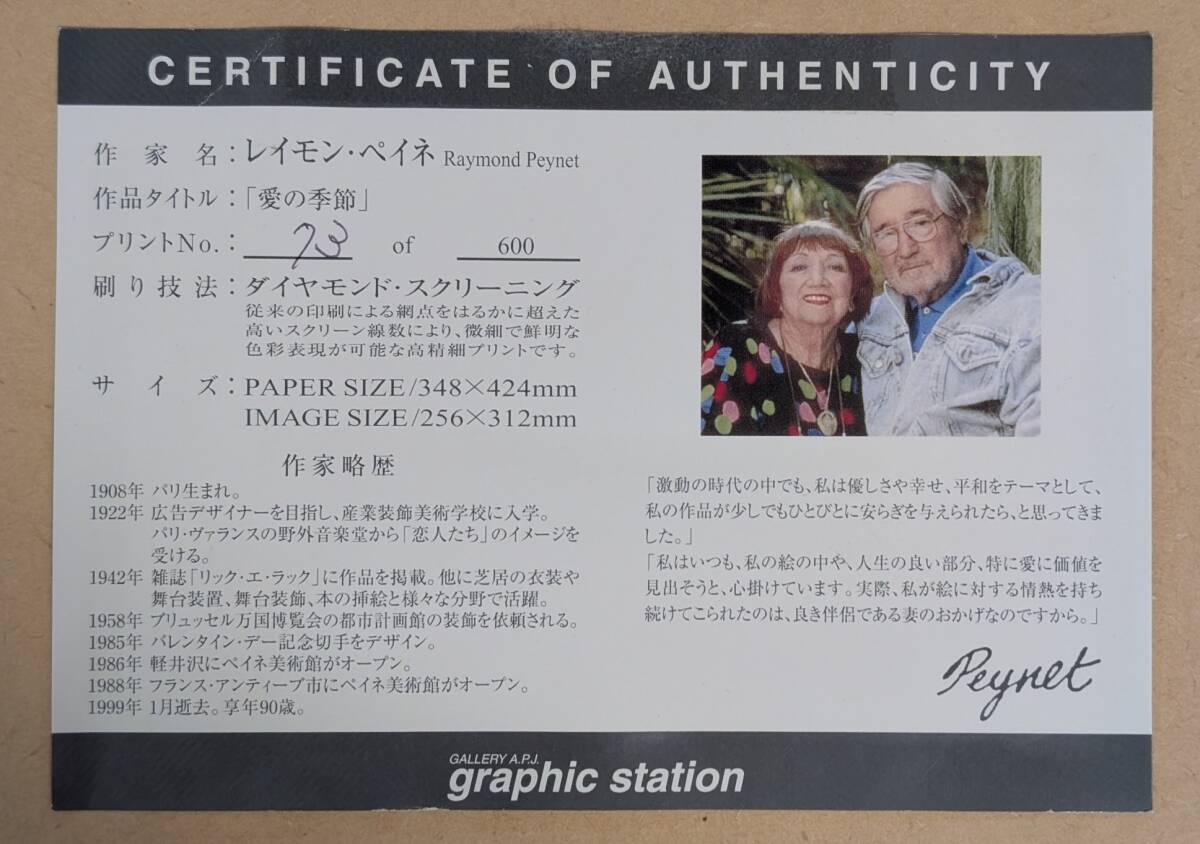 CERTIFICATE OF AUTHENTICITY
作家名：レイモン・ペイネ Raymond Peynet
作品タイトル：「愛の季節」
プリントNo.： 73 of 600
刷り技法：ダイヤモンド・スクリーニング
従来の印刷による網点をはるかに超えた
高いスクリーン線数により、微細で鮮明な
色彩表現が可能な高精細プリントです。
サイズ：PAPER SIZE/348×424mm
IMAGE SIZE/256×312mm
作家略歴
1908年 パリ生まれ。
1922年 広告デザイナーを目指し、産業装飾美術学校に入学。
パリ・ヴァランスの野外音楽堂から「恋人たち」のイメージを
受ける。
1942年 雑誌「リック・エ・ラック」に作品を掲載。他に芝居の衣装や
舞台装置、舞台装飾、本の挿絵と様々な分野で活躍。
1958年 ブリュッセル万国博覧会の都市計画館の装飾を依頼される。
1985年 バレンタイン・デー記念切手をデザイン。
1986年 軽井沢にペイネ美術館がオープン。
1988年 フランス・アンティーブ市にペイネ美術館がオープン。
1999年 1月逝去。享年90歳。
「激動の時代の中でも、私は優しさや幸せ、平和をテーマとして、
私の作品が少しでもひとびとに安らぎを与えられたら、と思ってきま
した。」
「私はいつも、私の絵の中や、人生の良い部分、特に愛に価値を
見出そうと、心掛けています。実際、私が絵に対する情熱を持ち
続けてこられたのは、良き伴侶である妻のおかげなのですから。」
Peynet
GALLERY A.P.J.
graphic station